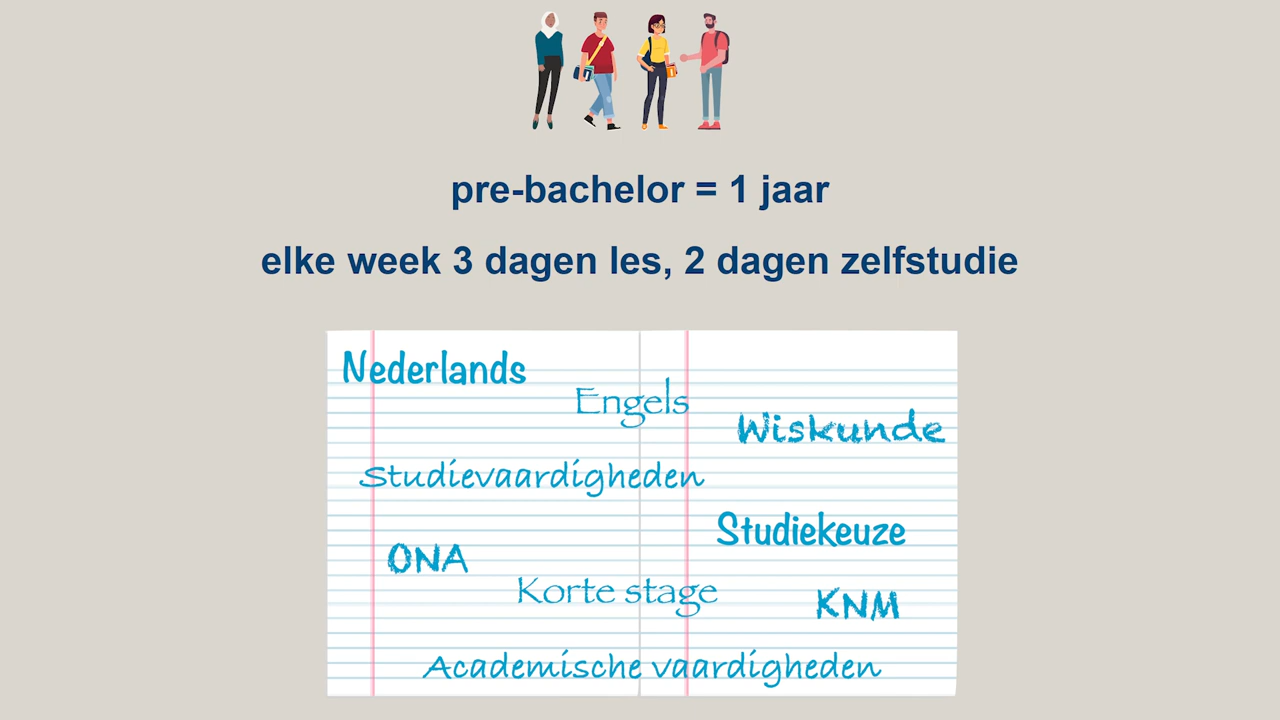 pre-bachelor = 1 jaar
elke week 3 dagen les, 2 dagen zelfstudie
Nederlands
Engels
Wiskunde
Studievaardigheden
Studiekeuze
ONA
Korte stage
KNM
Academische vaardigheden